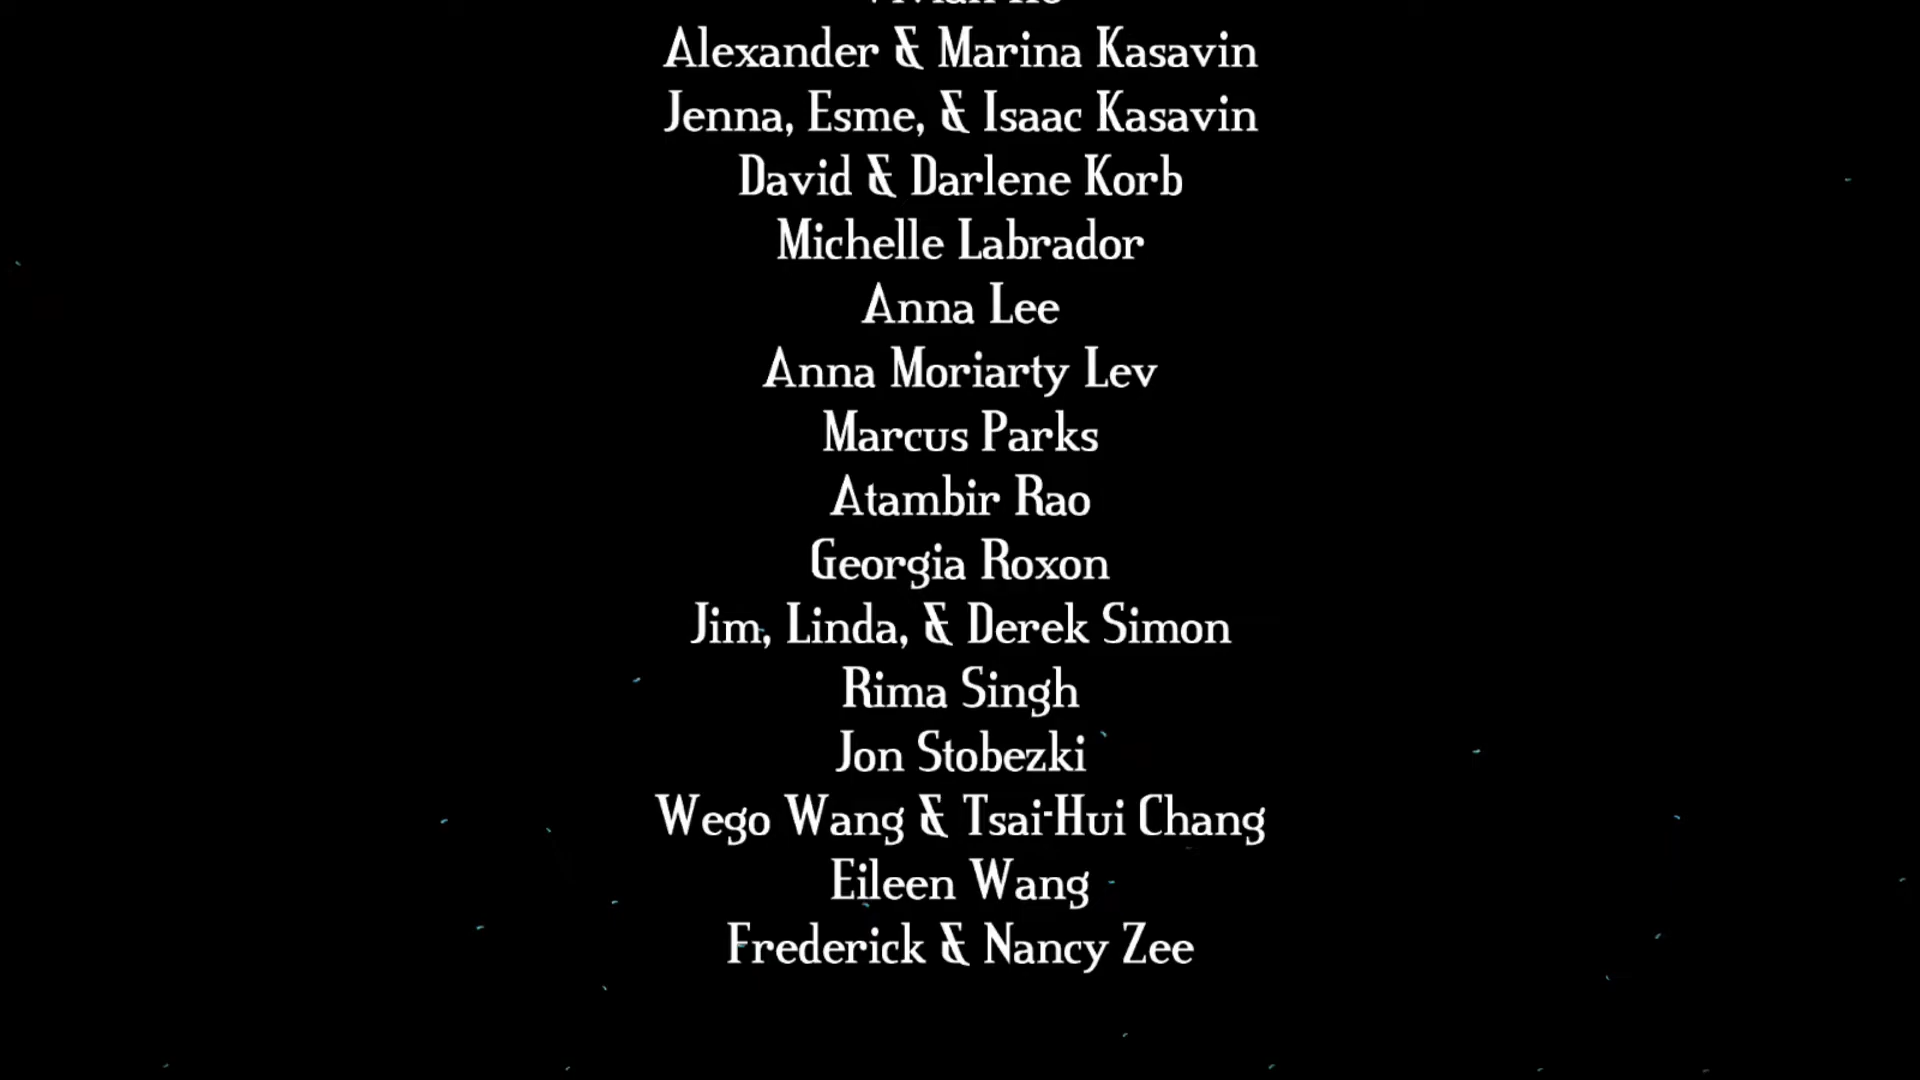 Alexander & Marina Kasavin
Jenna, Esme, & Isaac Kasavin
David & Darlene Korb
Michelle Labrador
Anna Lee
Anna Moriarty Lev
Marcus Parks
Atambir Rao
Georgia Roxon
Jim, Linda, & Derek Simon
Rima Singh
Jon Stobezki
Wego Wang & Tsai-Hui Chang
Eileen Wang
Frederick & Nancy Zee